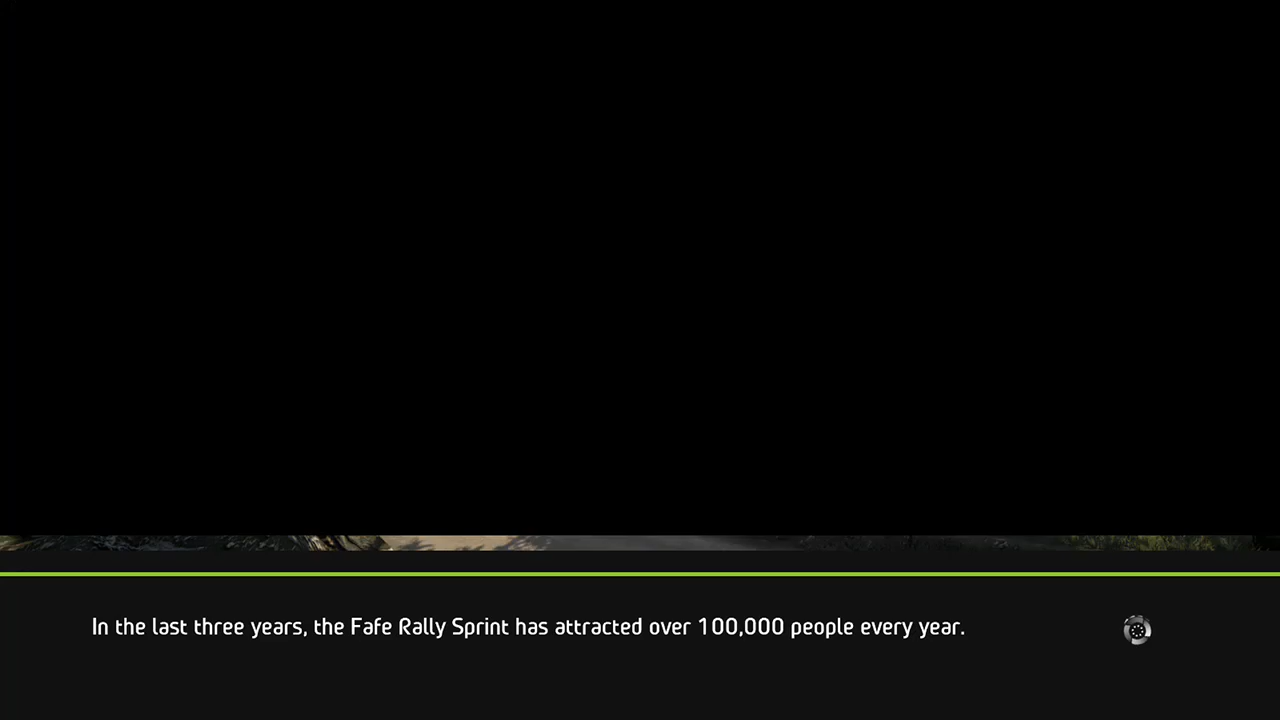 In the last three years, the Fafe Rally Sprint has attracted over 100,000 people every year.